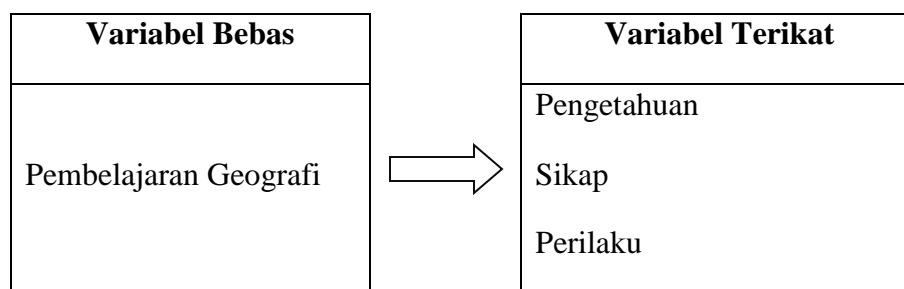 Variabel Bebas
Pembelajaran Geografi
Variabel Terikat
Pengetahuan
Sikap
Perilaku